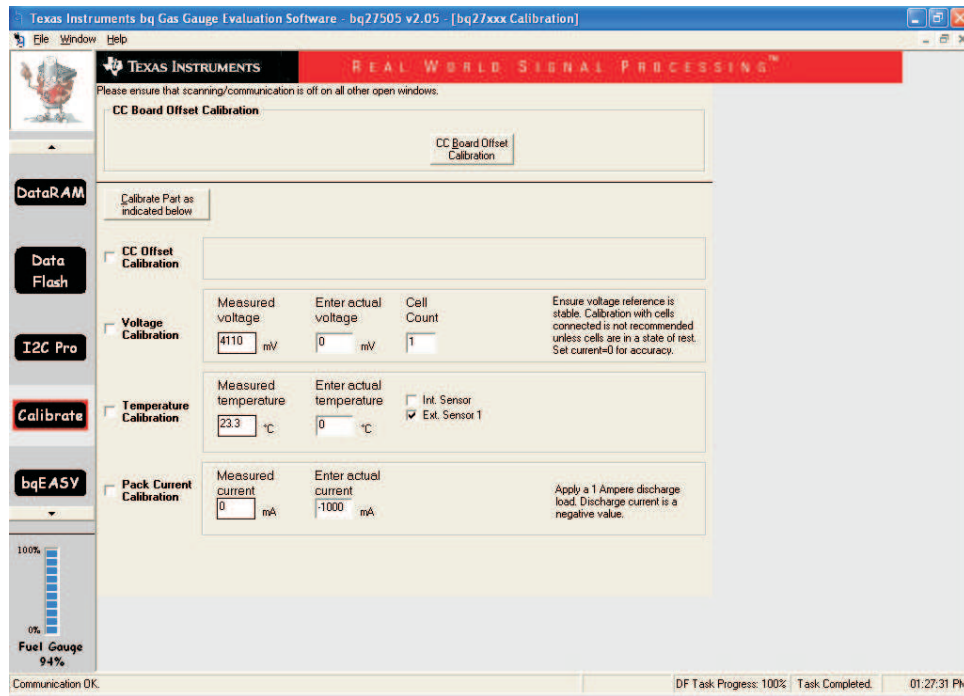 Texas Instruments bq Gas Gauge Evaluation Software - bq27505 v2.05 - [bq27xxx Calibration]
File Window Help
TEXAS INSTRUMENTS
REAL WORLD SIGNAL PROCESSING™
Please ensure that scanning/communication is off on all other open windows.
CC Board Offset Calibration
CC Board Offset
Calibration
Calibrate Part as
indicated below
CC Offset
Calibration
Voltage
Calibration
Measured
voltage
4110 mV
Enter actual
voltage
0 mV
Cell
Count
1
Ensure voltage reference is
stable. Calibration with cells
connected is not recommended
unless cells are in a state of rest.
Set current=0 for accuracy.
Temperature
Calibration
Measured
temperature
23.3 °C
Enter actual
temperature
0 °C
Int. Sensor
Ext. Sensor 1
Pack Current
Calibration
Measured
current
0 mA
Enter actual
current
-1000 mA
Apply a 1 Ampere discharge
load. Discharge current is a
negative value.
DataRAM
Data
Flash
I2C Pro
Calibrate
bqEASY
100%
0%
Fuel Gauge
94%
Communication OK.
DF Task Progress: 100%
Task Completed.
01:27:31 PM